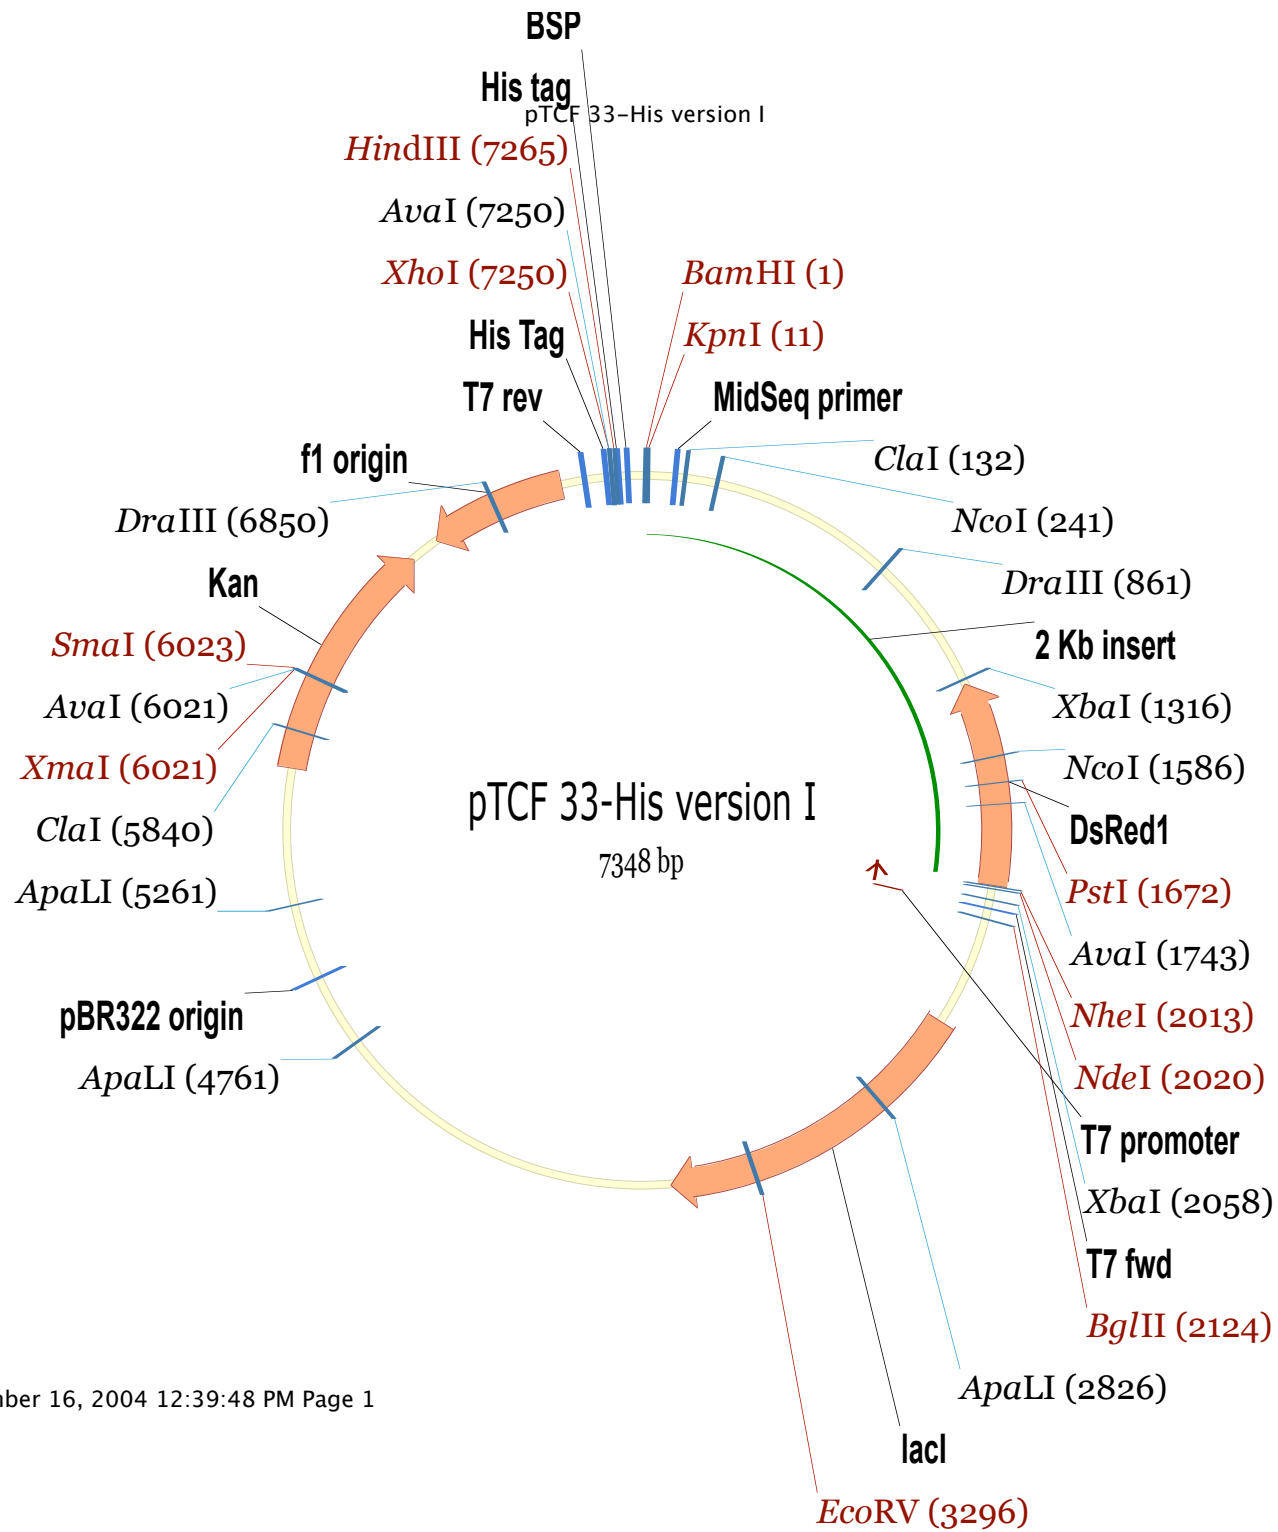 BSP
His tag
pTCF 33-His version I
HindIII (7265)
AvaI (7250)
XhoI (7250)
BamHI (1)
His Tag
KpnI (11)
T7 rev
MidSeq primer
f1 origin
ClaI (132)
DraIII (6850)
NcoI (241)
Kan
DraIII (861)
SmaI (6023)
2 Kb insert
AvaI (6021)
XbaI (1316)
XmaI (6021)
NcoI (1586)
pTCF 33-His version I
ClaI (5840)
DsRed1
7348 bp
ApaLI (5261)
PstI (1672)
AvaI (1743)
pBR322 origin
NheI (2013)
ApaLI (4761)
NdeI (2020)
T7 promoter
XbaI (2058)
T7 fwd
BglII (2124)
ApaLI (2826)
16, 2004 12:39:48 PM Page 1
lacI
EcoRV (3296)